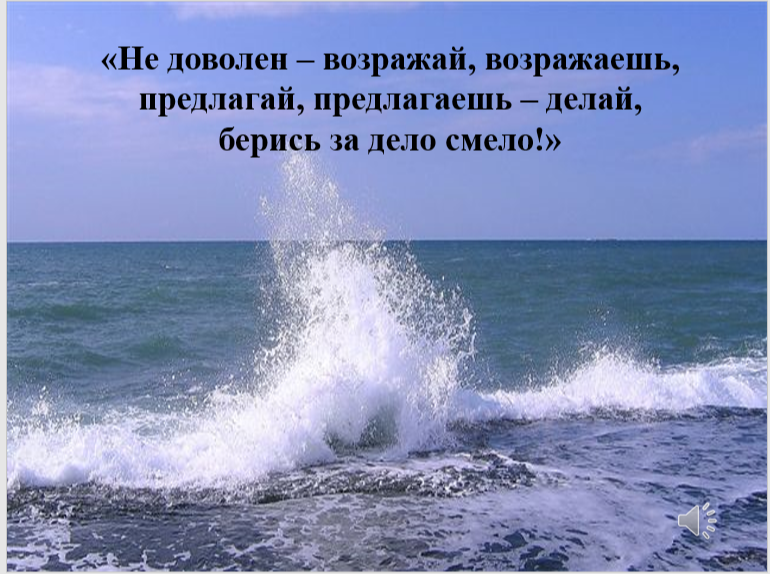 «Не доволен – возражай, возражаешь,
предлагай, предлагаешь – делай,
берись за дело смело!»